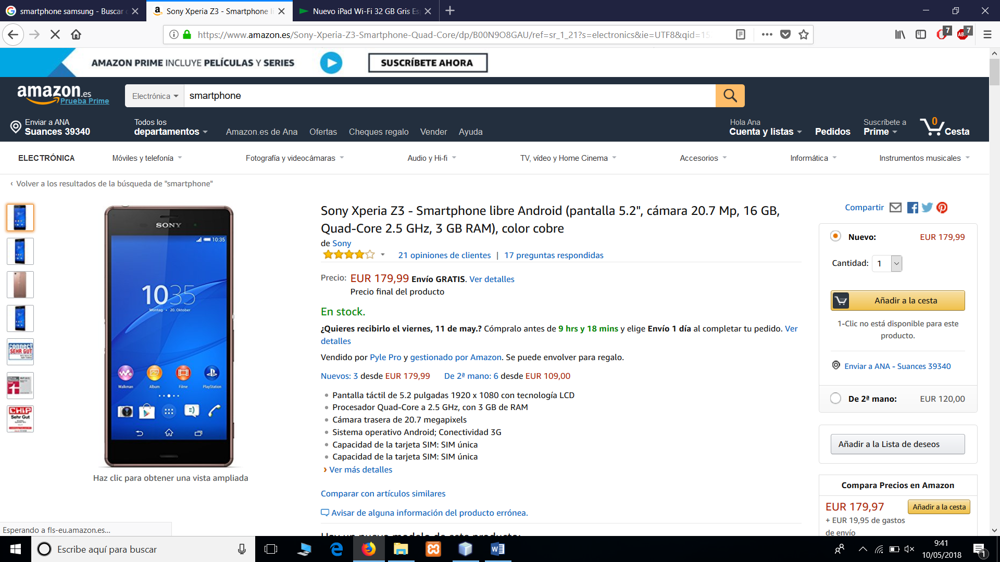 smartphone samsung - Buscar
Sony Xperia Z3 - Smartphone
Nuevo iPad Wi-Fi 32 GB Gris Es
https://www.amazon.es/Sony-Xperia-Z3-Smartphone-Quad-Core/dp/B00N9O8GAU/ref=sr_1_21?s=electronics&ie=UTF8&qid=15
7
ABP 7
AMAZON PRIME INCLUYE PELÍCULAS Y SERIES
SUSCRÍBETE AHORA
amazon.es
Prueba Prime
Electrónica
smartphone
Enviar a ANA
Suances 39340
Todos los
departamentos
Amazon.es de Ana
Ofertas
Cheques regalo
Vender
Ayuda
Hola Ana
Cuenta y listas
Pedidos
Suscríbete a
Prime
0
Cesta
ELECTRÓNICA
Móviles y telefonía
Fotografía y videocámaras
Audio y Hi-fi
TV, vídeo y Home Cinema
Accesorios
Informática
Instrumentos musicales
‹ Volver a los resultados de la búsqueda de "smartphone"
connect
SEHR GUT
CHIP
Sehr Gut
SONY
10:35
1035
Montag • 20. Oktober
Walkman
Album
Filme
PlayStation
Haz clic para obtener una vista ampliada
Sony Xperia Z3 - Smartphone libre Android (pantalla 5.2", cámara 20.7 Mp, 16 GB,
Quad-Core 2.5 GHz, 3 GB RAM), color cobre
de Sony
21 opiniones de clientes | 17 preguntas respondidas
Precio: EUR 179,99 Envío GRATIS. Ver detalles
Precio final del producto
En stock.
¿Quieres recibirlo el viernes, 11 de may.? Cómpralo antes de 9 hrs y 18 mins y elige Envío 1 día al completar tu pedido. Ver
detalles
Vendido por Pyle Pro y gestionado por Amazon. Se puede envolver para regalo.
Nuevos: 3 desde EUR 179,99 De 2ª mano: 6 desde EUR 109,00
• Pantalla táctil de 5.2 pulgadas 1920 x 1080 con tecnología LCD
• Procesador Quad-Core a 2.5 GHz, con 3 GB de RAM
• Cámara trasera de 20.7 megapixels
• Sistema operativo Android; Conectividad 3G
• Capacidad de la tarjeta SIM: SIM única
• Capacidad de la tarjeta SIM: SIM única
› Ver más detalles
Comparar con artículos similares
Avisar de alguna información del producto errónea.
Hay un nuevo modelo de este producto:
Compartir
Nuevo: EUR 179,99
Cantidad: 1
Añadir a la cesta
1-Clic no está disponible para este
producto.
Enviar a ANA - Suances 39340
De 2ª mano: EUR 120,00
Añadir a la Lista de deseos
Compara Precios en Amazon
EUR 179,97
Añadir a la cesta
+ EUR 19,95 de gastos
de envío
Esperando a fls-eu.amazon.es...
Escribe aquí para buscar
9:41
10/05/2018
1